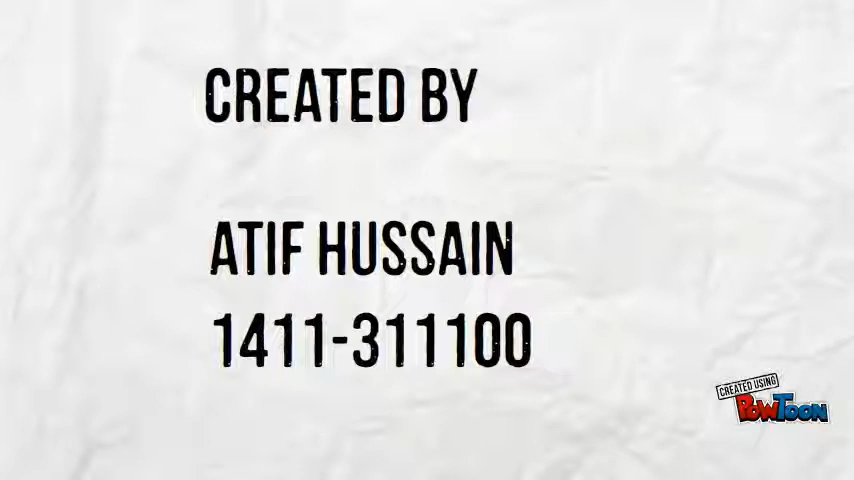 CREATED BY
ATIF HUSSAIN
1411-311100
CREATED USING
POWTOON